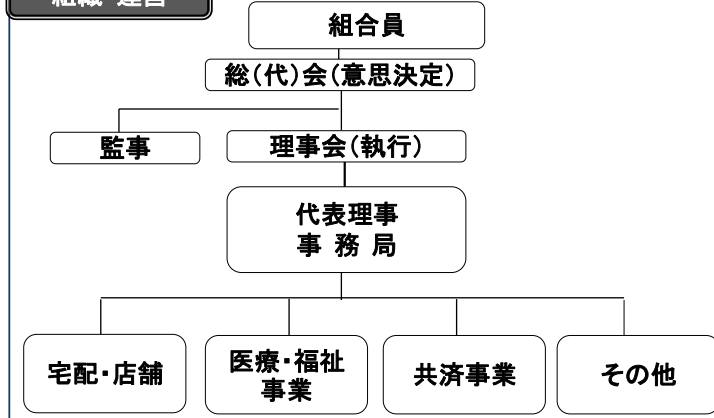 組織・運営
組合員
総(代)会(意思決定)
監事
理事会(執行)
代表理事
事 務 局
宅配・店舗
医療・福祉
事業
共済事業
その他